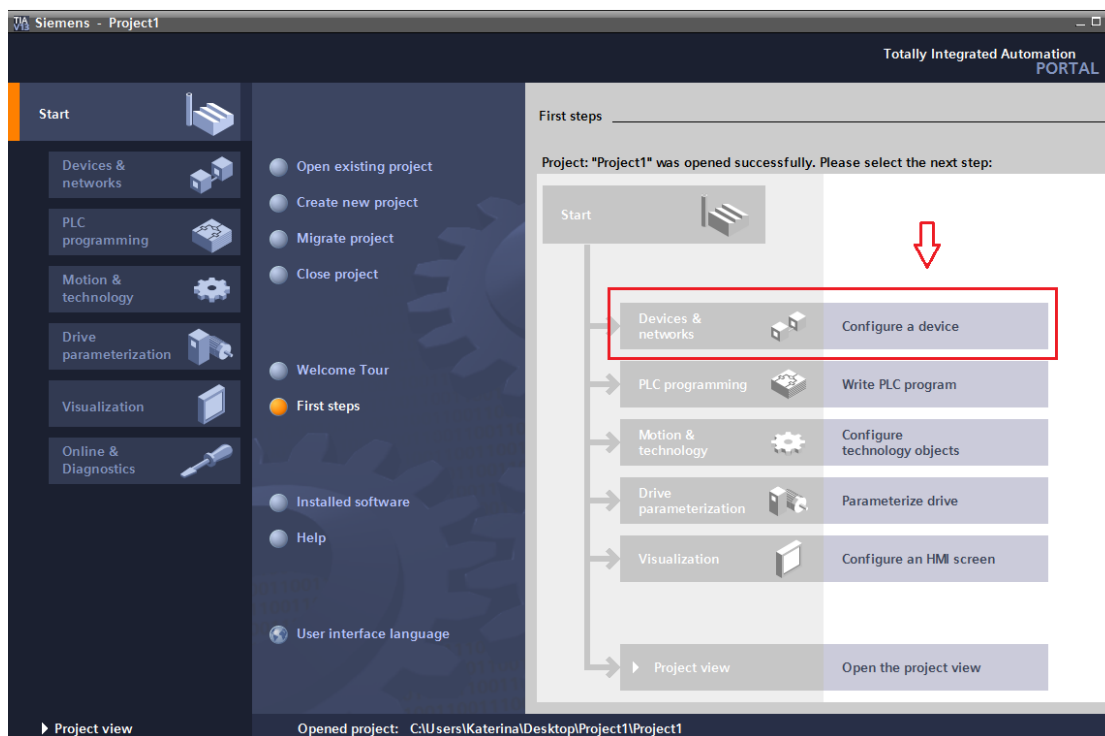 TIA
V13
Siemens - Project1
Totally Integrated Automation
PORTAL
Start
Devices &
networks
PLC
programming
Motion &
technology
Drive
parameterization
Visualization
Online &
Diagnostics
Project view
Open existing project
Create new project
Migrate project
Close project
Welcome Tour
First steps
Installed software
Help
User interface language
First steps
Project: "Project1" was opened successfully. Please select the next step:
Start
Devices &
networks
Configure a device
PLC programming
Write PLC program
Motion &
technology
Configure
technology objects
Drive
parameterization
Parameterize drive
Visualization
Configure an HMI screen
Project view
Open the project view
Opened project: C:\Users\Katerina\Desktop\Project1\Project1